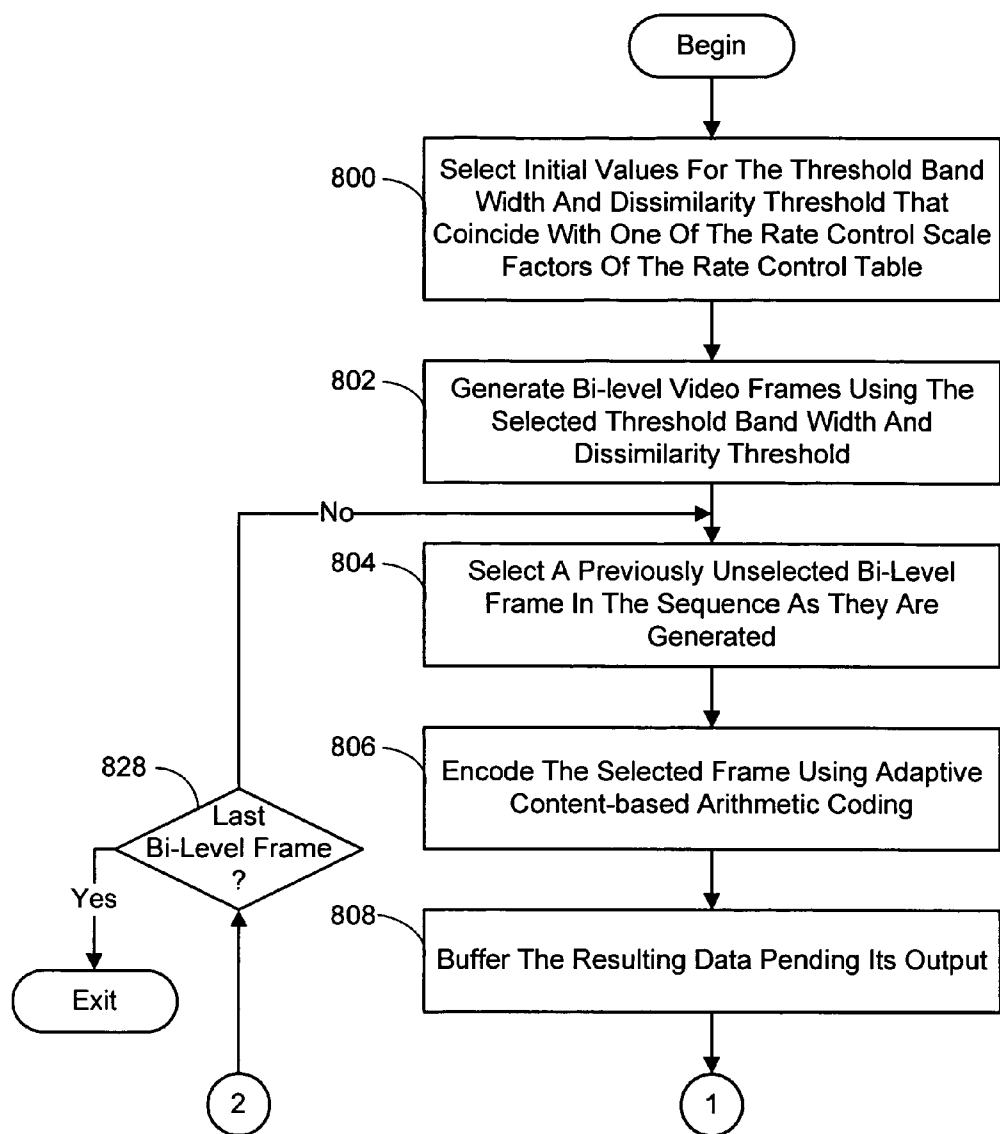 Begin
800
Select Initial Values For The Threshold Band
Width And Dissimilarity Threshold That
Coincide With One Of The Rate Control Scale
Factors Of The Rate Control Table
802
Generate Bi-level Video Frames Using The
Selected Threshold Band Width And
Dissimilarity Threshold
No
804
Select A Previously Unselected Bi-Level
Frame In The Sequence As They Are
Generated
806
Encode The Selected Frame Using Adaptive
Content-based Arithmetic Coding
828
Last
Bi-Level Frame
?
Yes
808
Buffer The Resulting Data Pending Its Output
Exit
2
1